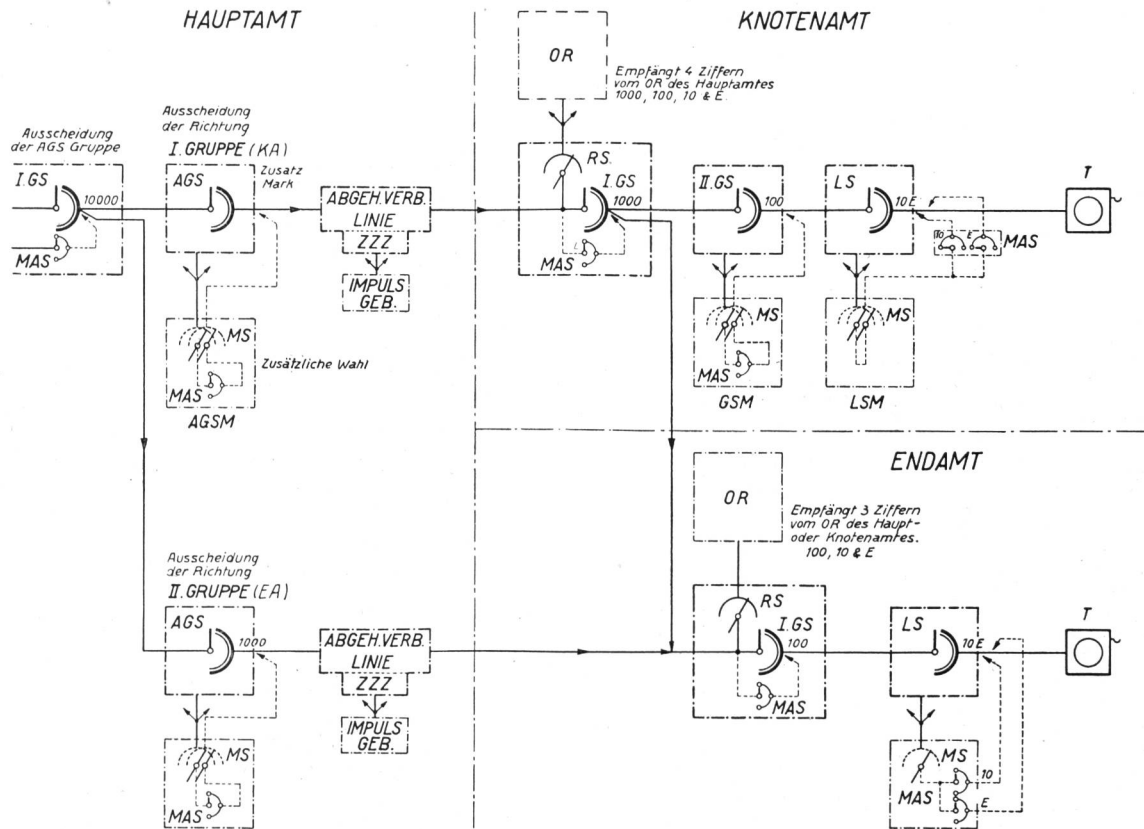 HAUPTAMT
KNOTENAMT
OR
Empfängt 4 Ziffern
vom OR des Hauptamtes
1000, 100, 10 & E.
Ausscheidung
der AGS Gruppe
Ausscheidung
der Richtung
I. GRUPPE (KA)
I. GS
10000
MAS
AGS
Zusatz
Mark
ABGEH. VERB.
LINIE
ZZZ
IMPULS
GEB.
RS.
I. GS
1000
MAS
II. GS
100
LS
10 E
10
E
MAS
T
MS
MAS
Zusätzliche Wahl
AGSM
MS
MAS
GSM
MS
LSM
ENDAMT
OR
Empfängt 3 Ziffern
vom OR des Haupt-
oder Knotenamtes.
100, 10 & E
Ausscheidung
der Richtung
II. GRUPPE (EA)
AGS
1000
ABGEH. VERB.
LINIE
ZZZ
IMPULS
GEB.
MS
MAS
RS
I. GS
100
MAS
LS
10 E
T
MS
10
MAS
E